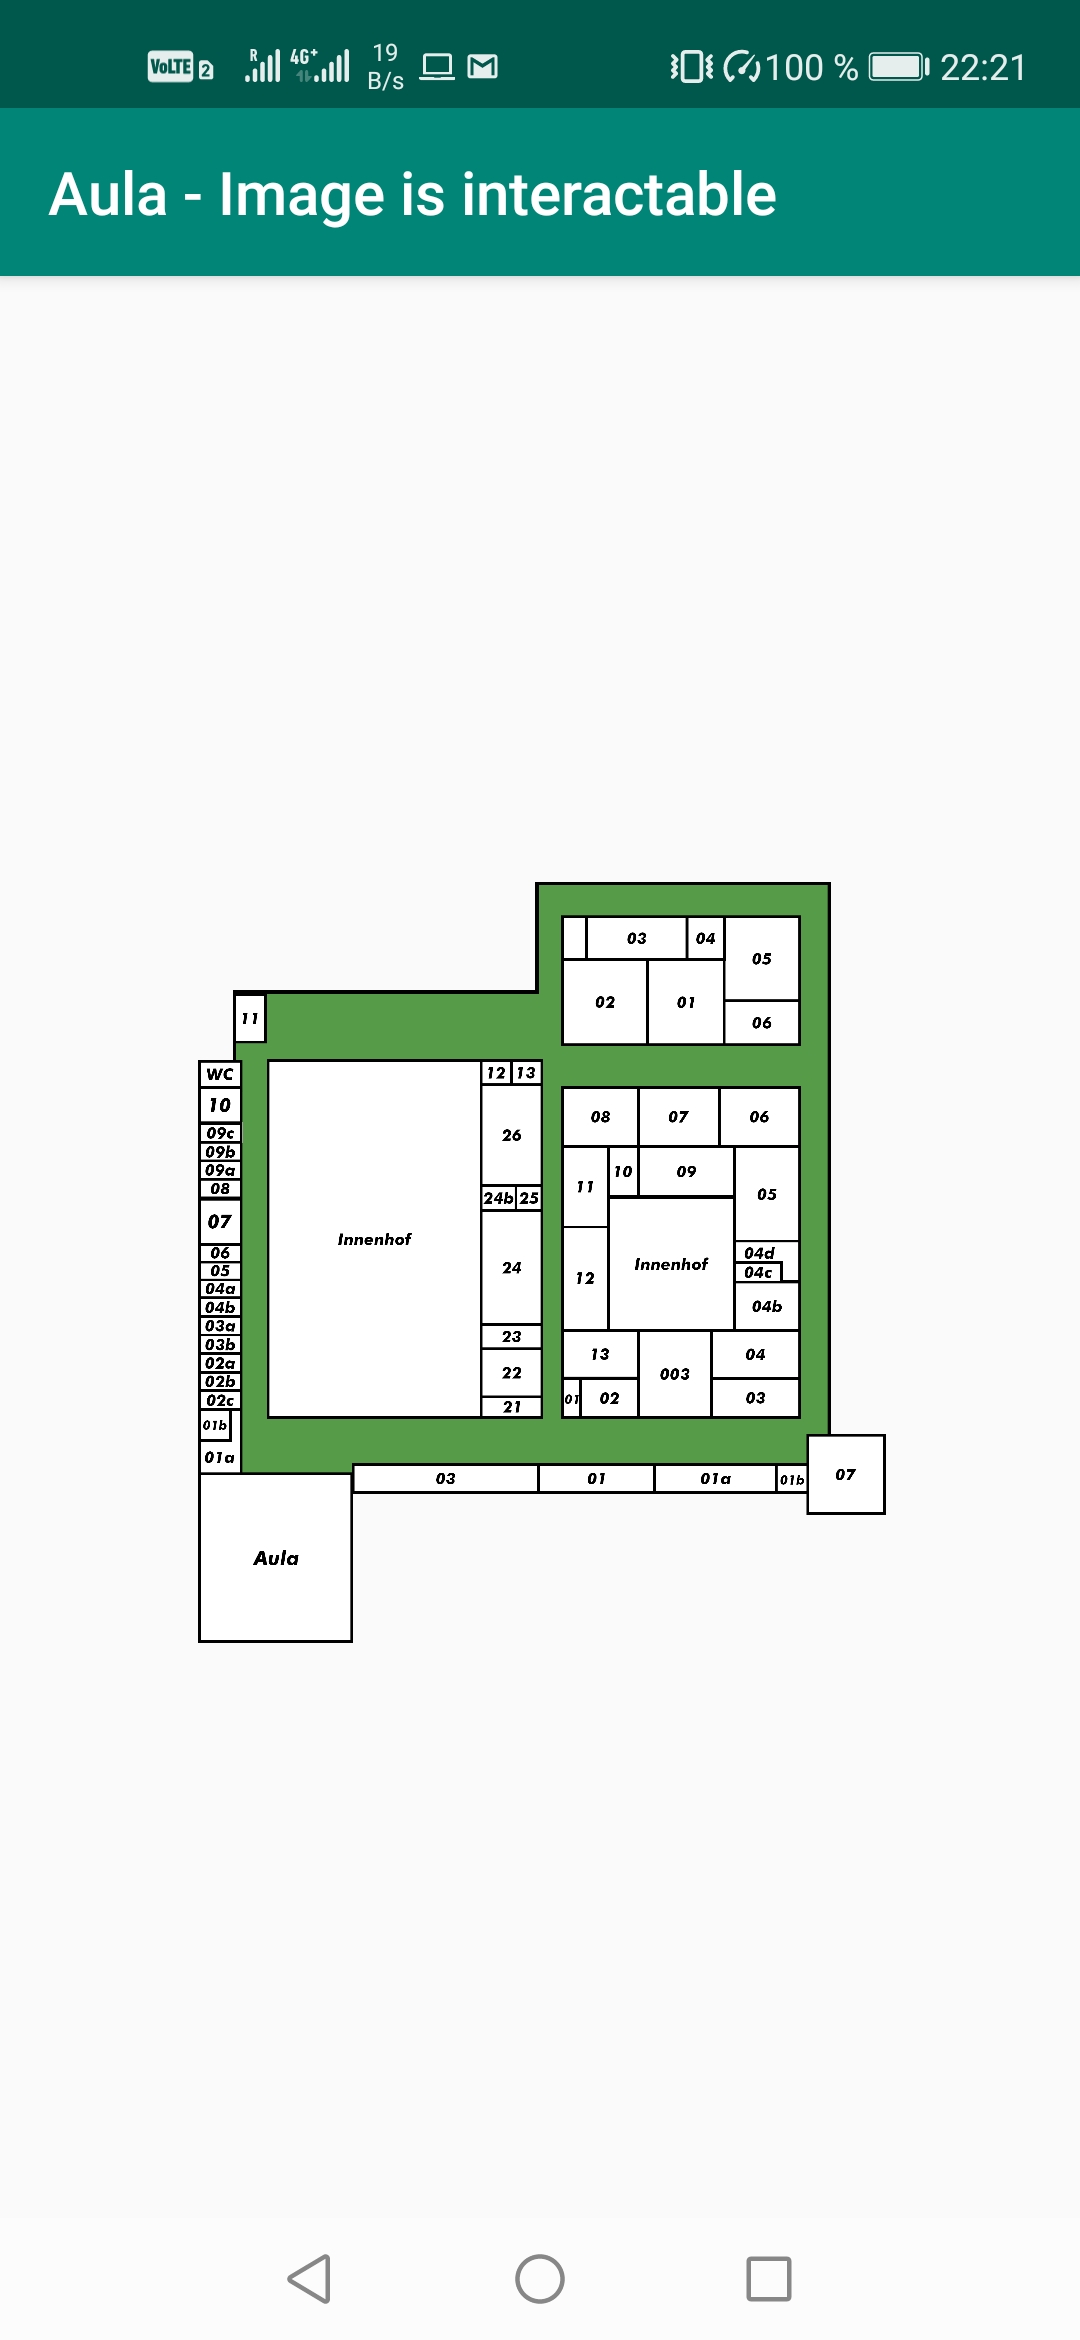 VoLTE 2 R 4G+ 19 B/s 100 % 22:21
Aula - Image is interactable
03 04
05
02 01
06
11
WC
10
09c
09b
09a
08
07
06
05
04a
04b
03a
03b
02a
02b
02c
01b
01a
Innenhof
12 13
26
24b 25
24
23
22
21
08 07 06
11 10 09
05
12
Innenhof
04d
04c
04b
13
003
04
01 02
03
03 01 01a 01b 07
Aula